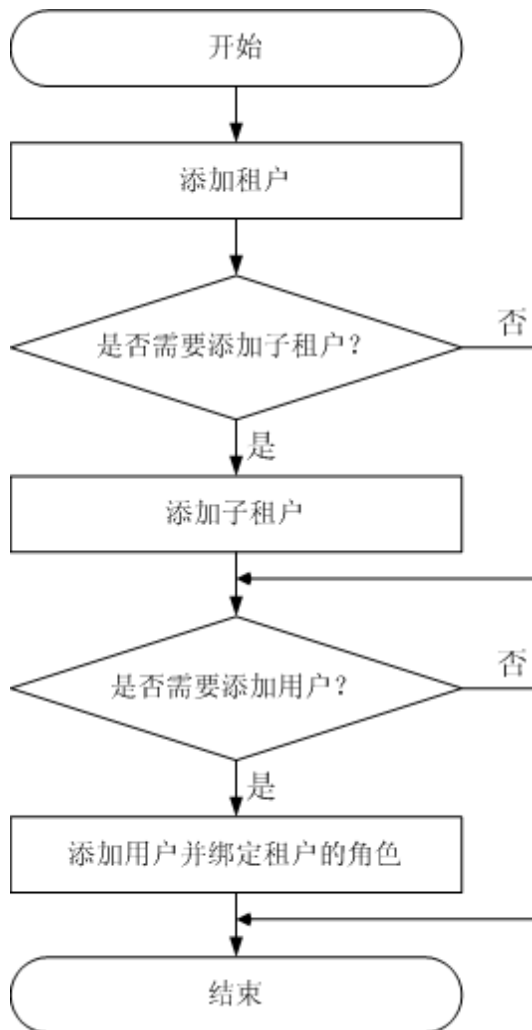 开始
添加租户
是否需要添加子租户？
否
是
添加子租户
是否需要添加用户？
否
是
添加用户并绑定租户的角色
结束